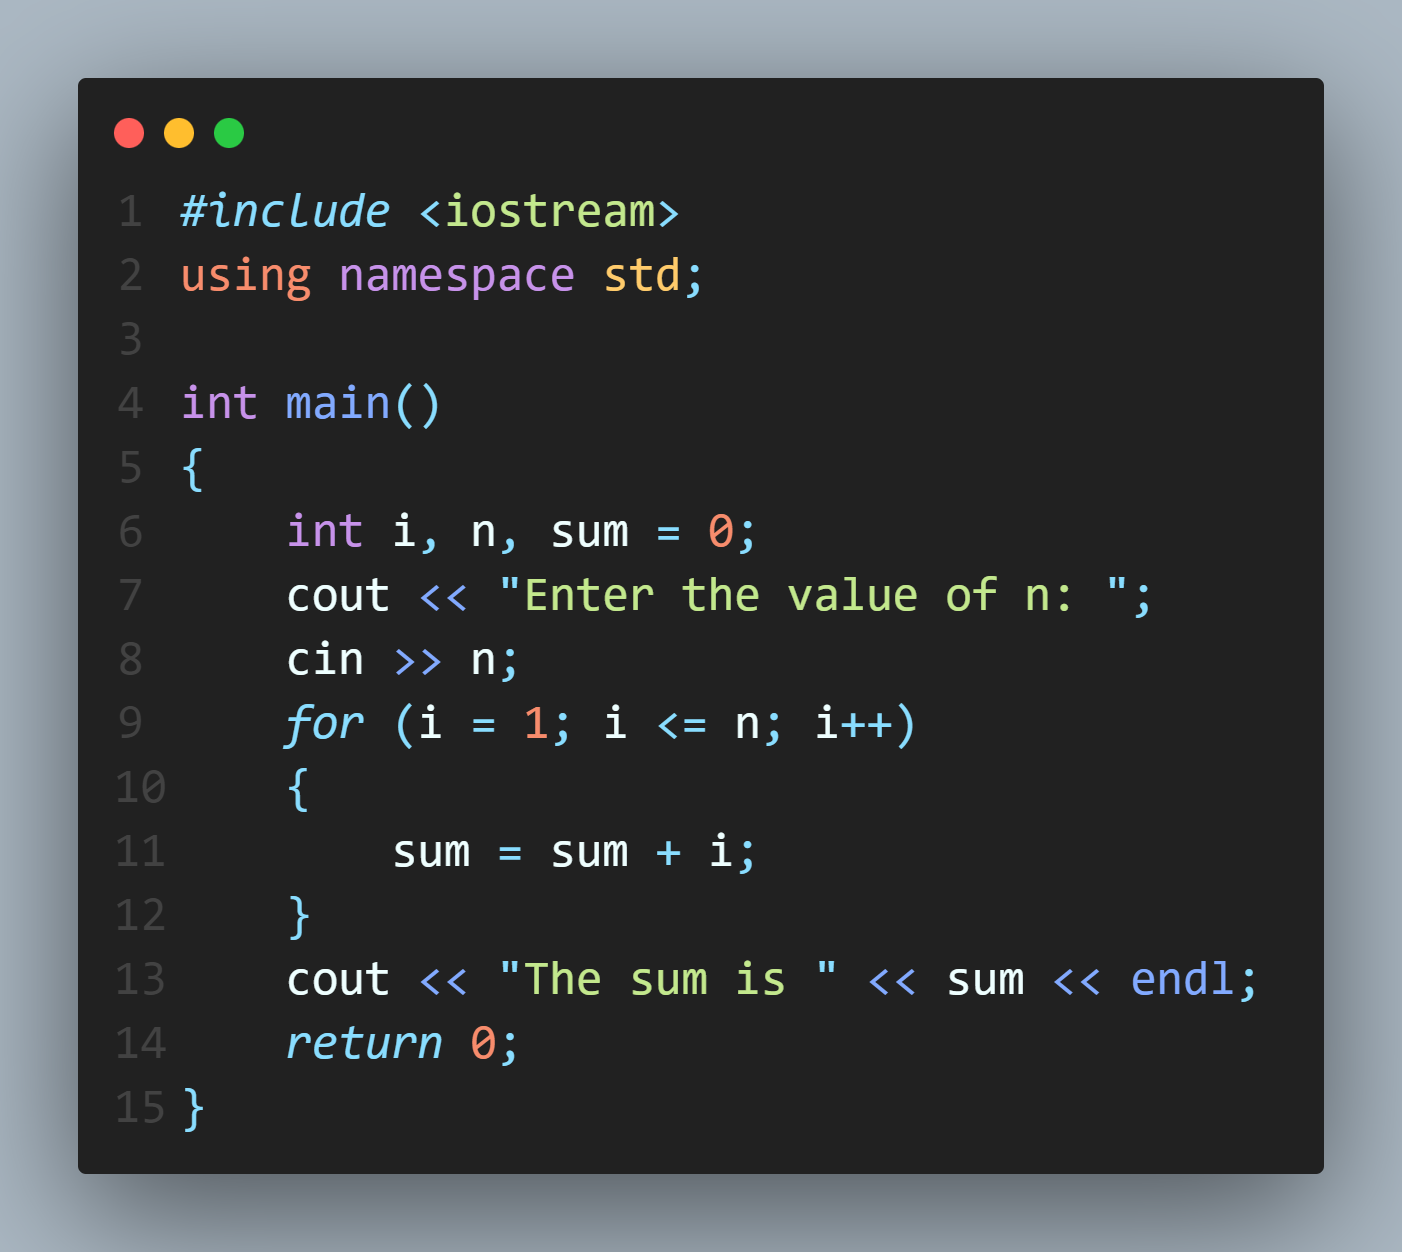 1 #include <iostream>
2 using namespace std;
3
4 int main()
5 {
6     int i, n, sum = 0;
7     cout << "Enter the value of n: ";
8     cin >> n;
9     for (i = 1; i <= n; i++)
10     {
11         sum = sum + i;
12     }
13     cout << "The sum is " << sum << endl;
14     return 0;
15 }